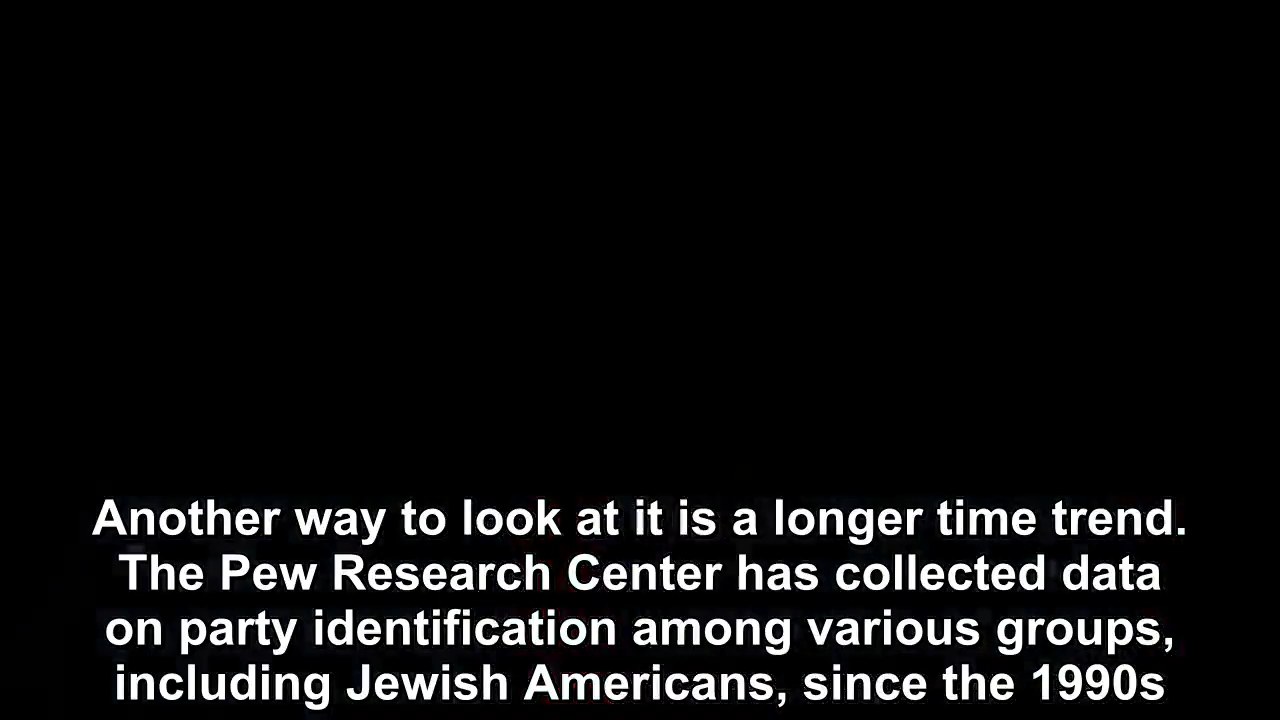 Another way to look at it is a longer time trend.
The Pew Research Center has collected data
on party identification among various groups,
including Jewish Americans, since the 1990s